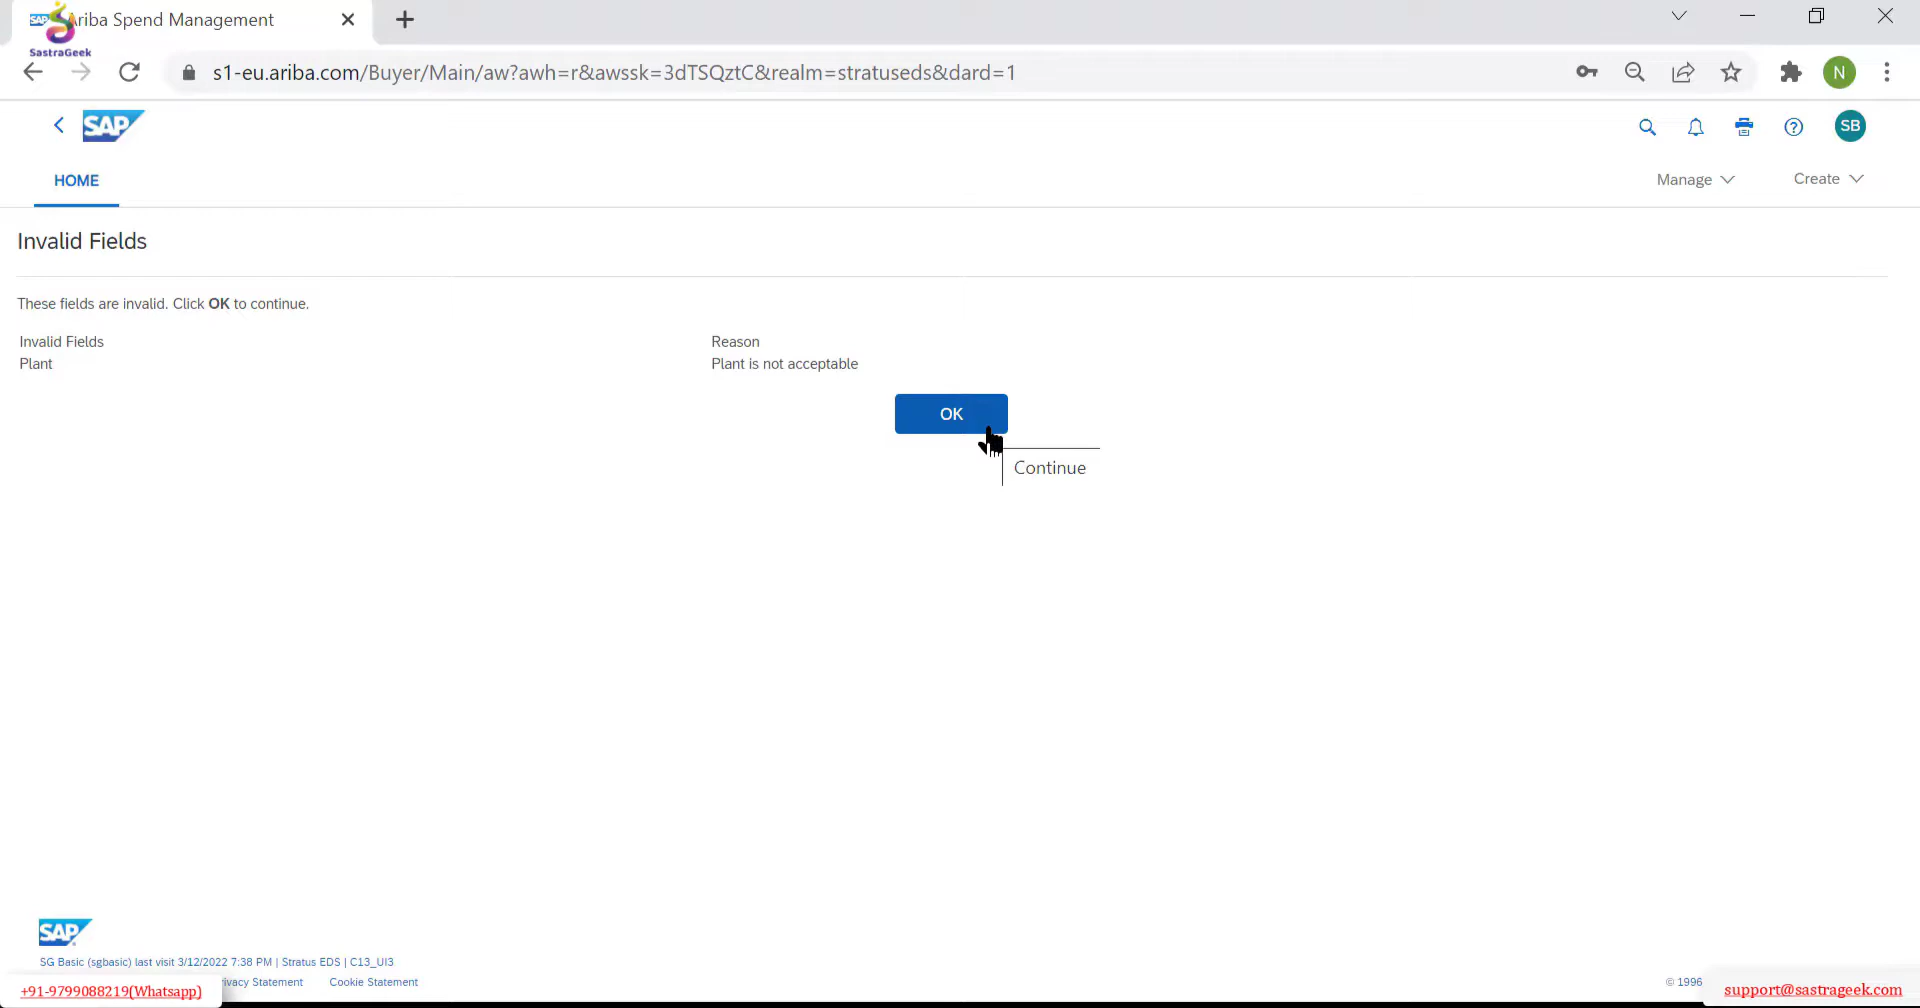 Ariba Spend Management
SastraGeek
s1-eu.ariba.com/Buyer/Main/aw?awh=r&awssk=3dTSQztC&realm=stratuseds&dard=1
N
SAP
SB
HOME
Manage
Create
Invalid Fields
These fields are invalid. Click OK to continue.
Invalid Fields
Reason
Plant
Plant is not acceptable
OK
Continue
SAP
SG Basic (sgbasic) last visit 3/12/2022 7:38 PM | Stratus EDS | C13_UI3
ivacy Statement
Cookie Statement
© 1996
+91-9799088219(Whatsapp)
support@sastrageek.com